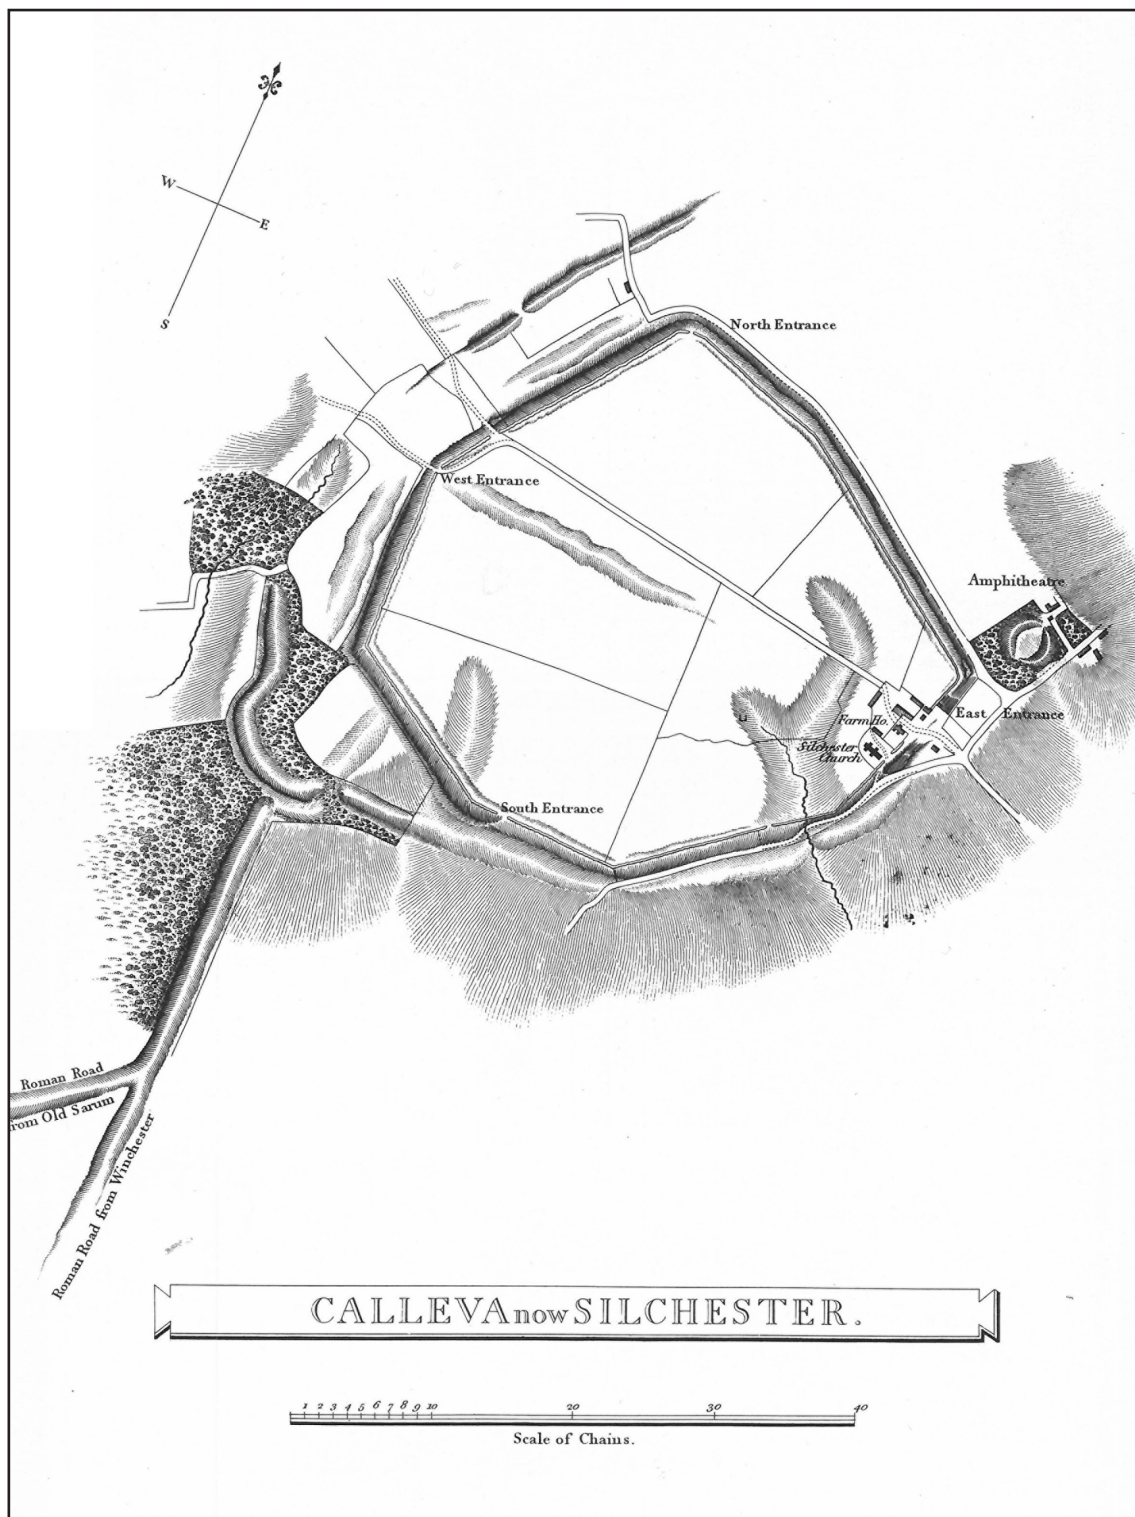 W
E
S
North Entrance
West Entrance
Amphitheatre
Farm Ho.
East Entrance
Silchester
Church
South Entrance
Roman Road
from Old Sarum
Roman Road from Winchester
CALLEVA now SILCHESTER.
1 2 3 4 5 6 7 8 9 10 20 30 40
Scale of Chains.